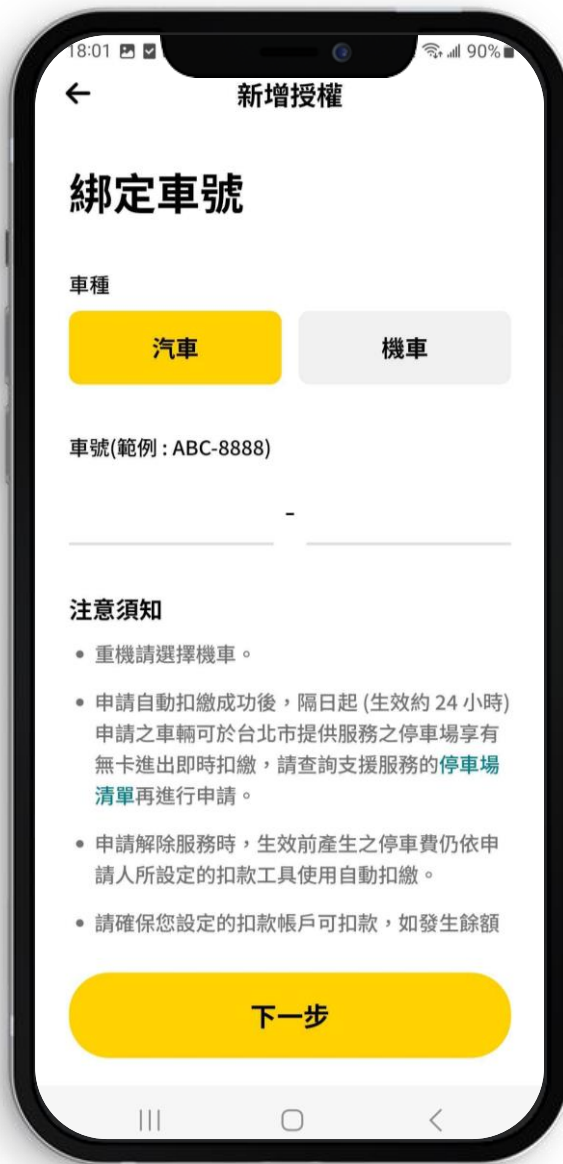 18:01 90%
新增授權
綁定車號
車種
汽車 機車
車號(範例 : ABC-8888)
-
注意須知
• 重機請選擇機車。
• 申請自動扣繳成功後，隔日起 (生效約 24 小時)
申請之車輛可於台北市提供服務之停車場享有
無卡進出即時扣繳，請查詢支援服務的停車場
清單再進行申請。
• 申請解除服務時，生效前產生之停車費仍依申
請人所設定的扣款工具使用自動扣繳。
• 請確保您設定的扣款帳戶可扣款，如發生餘額
下一步